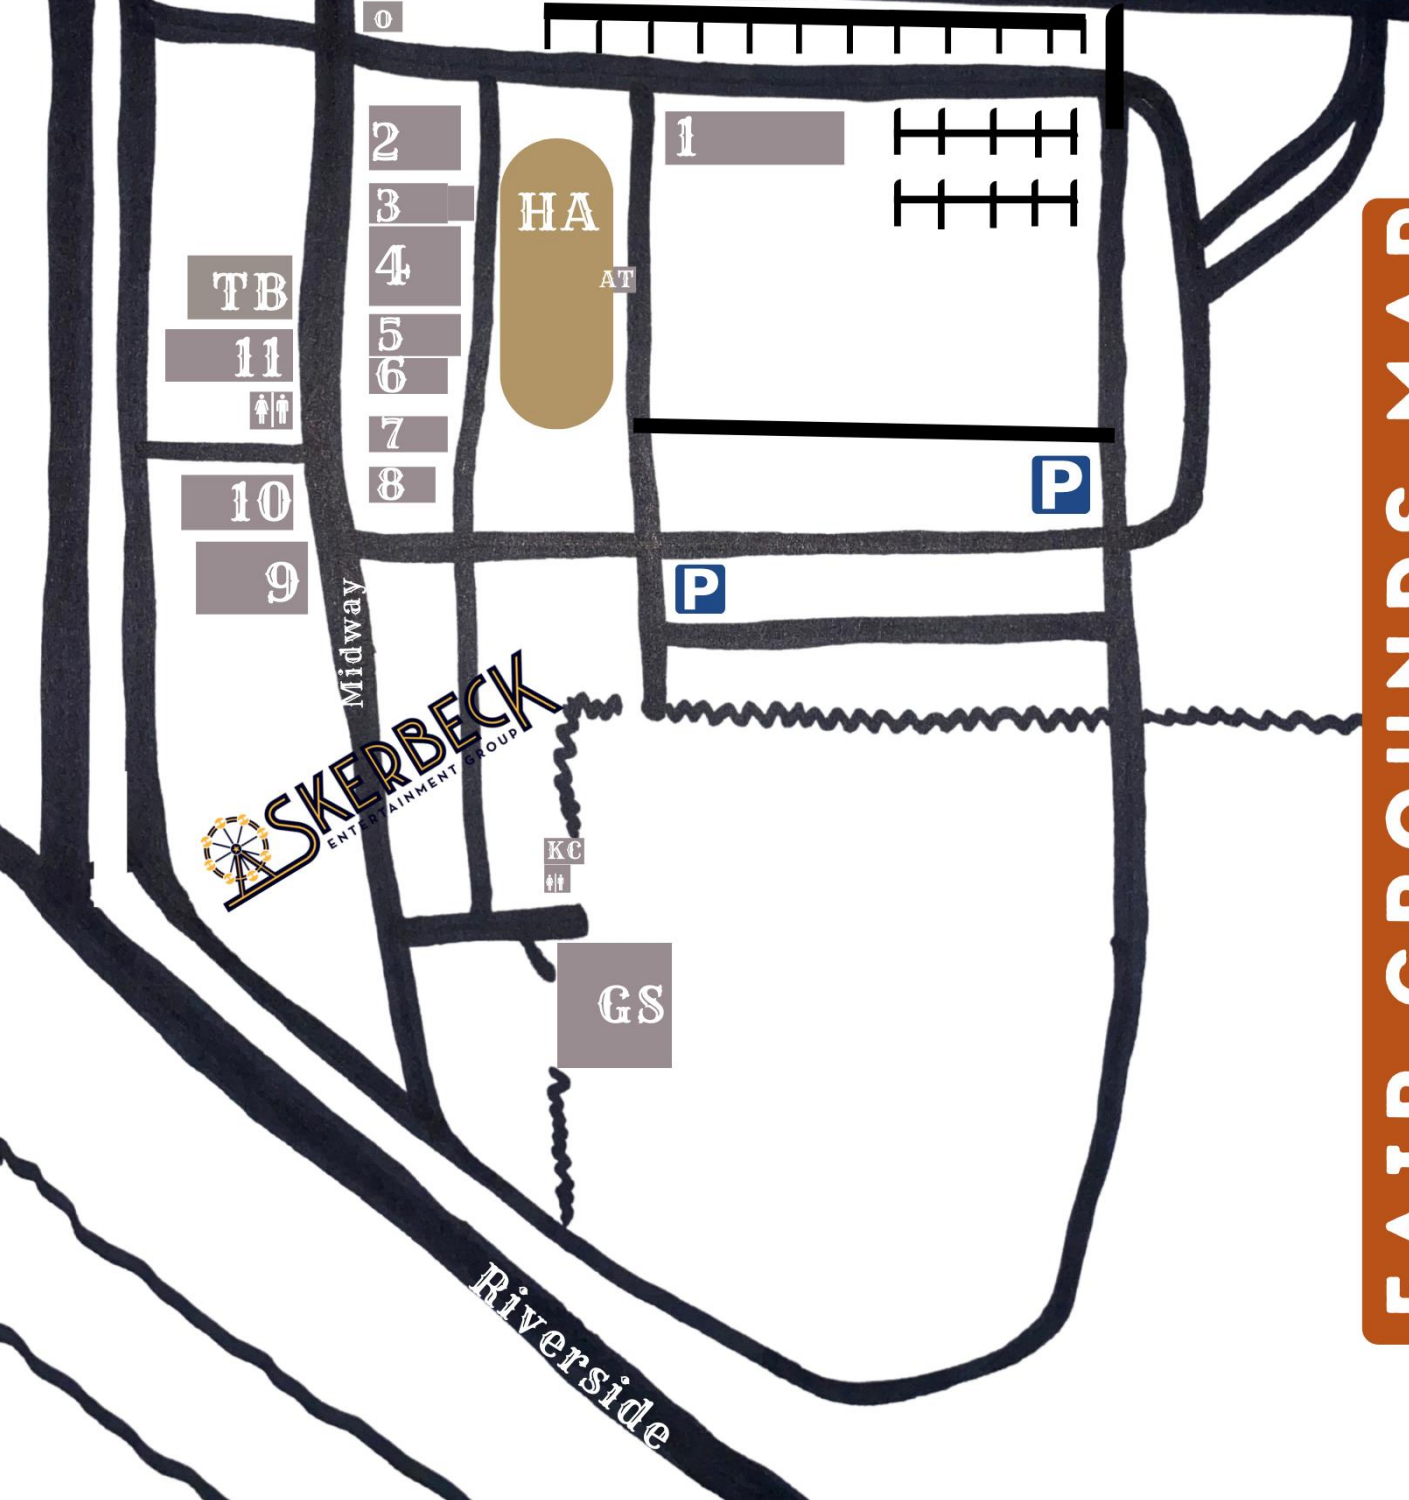 O
2
1
3
HA
4
AT
TB
5
11
6
7
8
P
10
9
P
Midway
SKERBECK
ENTERTAINMENT GROUP
KC
GS
Riverside
FAIR GROUNDS MAP